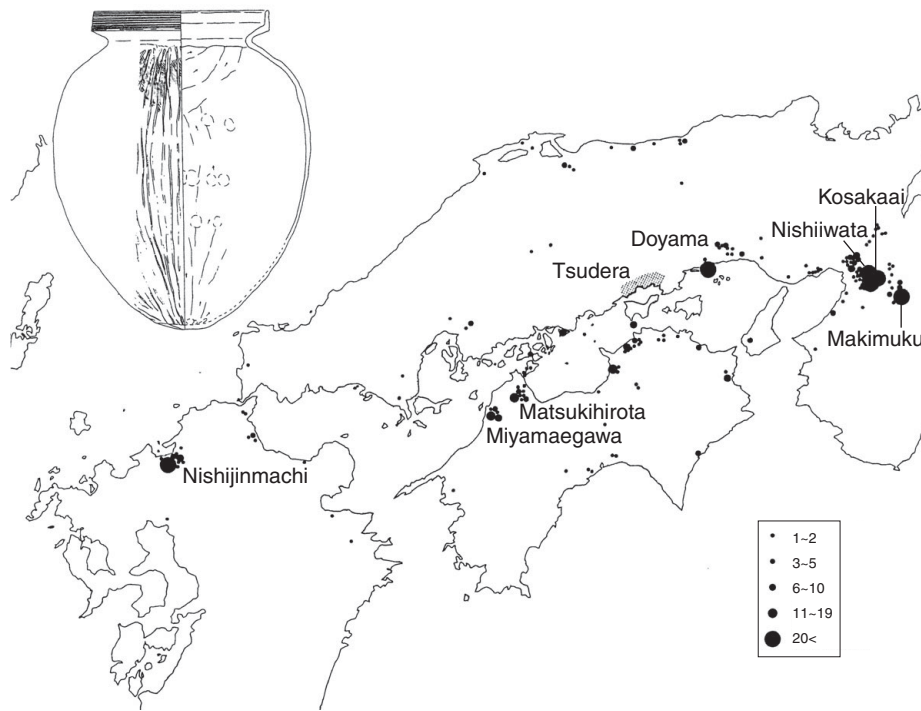 Kosakaai
Nishiiwata
Doyama
Tsudera
Makimuku
Matsukihirota
Miyamaegawa
Nishijinmachi
1~2
3~5
6~10
11~19
20<